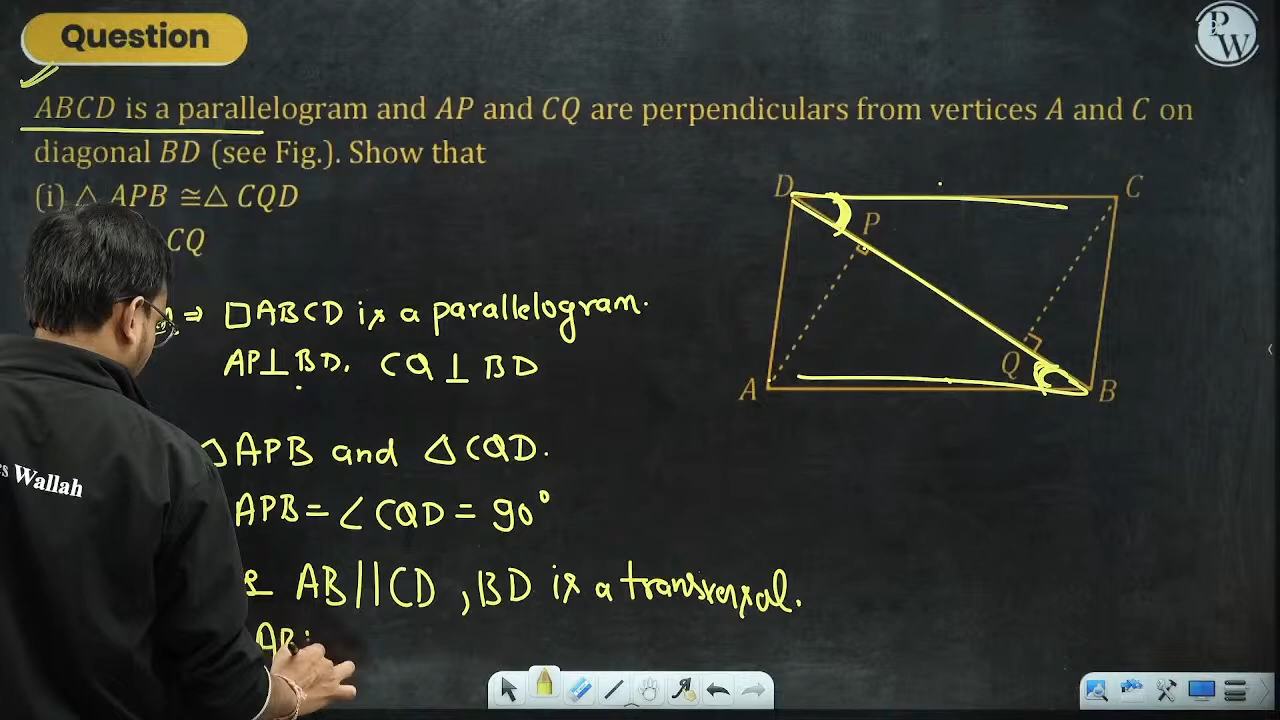 Question
PW
ABCD is a parallelogram and AP and CQ are perpendiculars from vertices A and C on
diagonal BD (see Fig.). Show that
(i) △ APB ≅△ CQD
CQ
D
C
P
Q
A
B
⇒ □ABCD is a parallelogram.
AP⊥BD. CQ ⊥ BD
APB and △CQD.
APB = ∠CQD = 90°
AB||CD, BD is a transversal.
AB
Wallah